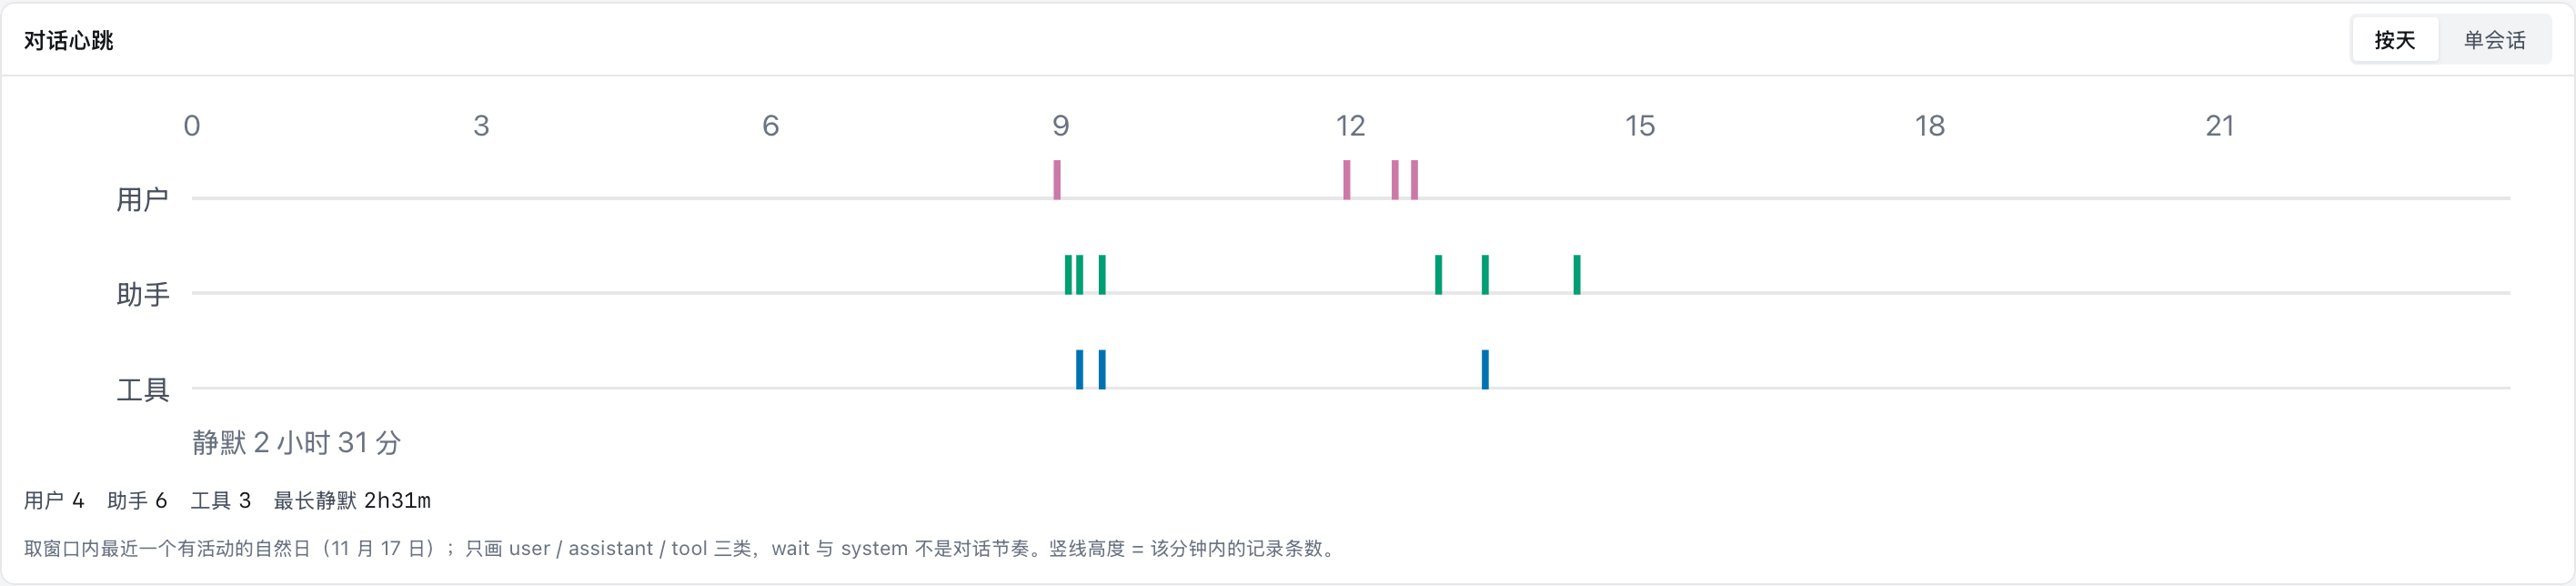 对话心跳
按天 单会话
0 3 6 9 12 15 18 21
用户
助手
工具
静默 2 小时 31 分
用户 4 助手 6 工具 3 最长静默 2h31m
取窗口内最近一个有活动的自然日（11 月 17 日）；只画 user / assistant / tool 三类，wait 与 system 不是对话节奏。竖线高度 = 该分钟内的记录条数。